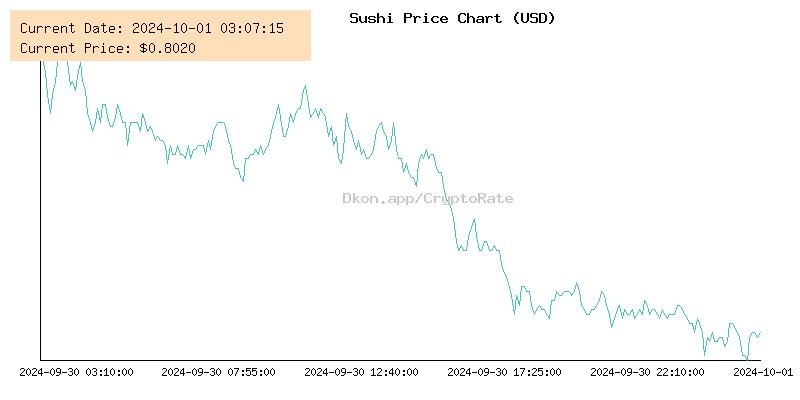 Sushi Price Chart (USD)
Current Date: 2024-10-01 03:07:15
Current Price: $0.8020
Dkon.app/CryptoRate
2024-09-30 03:10:00 2024-09-30 07:55:00 2024-09-30 12:40:00 2024-09-30 17:25:00 2024-09-30 22:10:00 2024-10-01